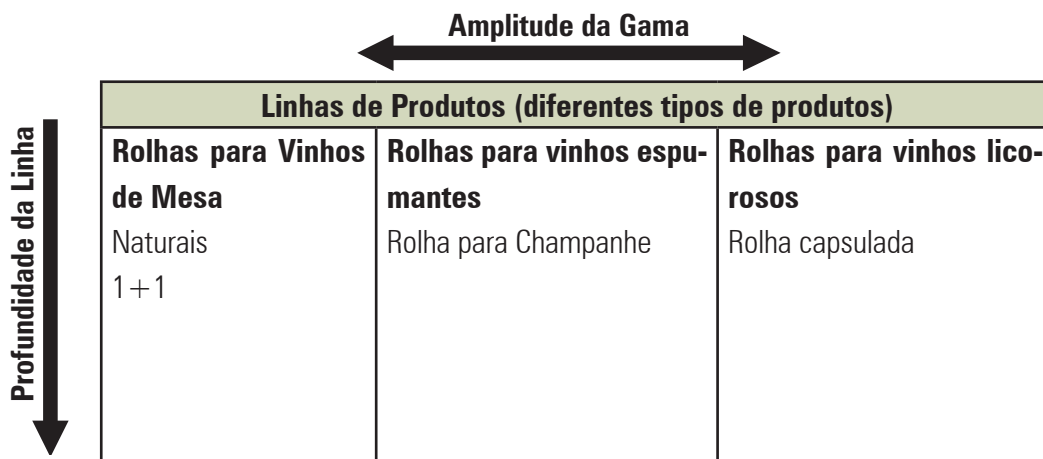 Amplitude da Gama
Linhas de Produtos (diferentes tipos de produtos)
Profundidade da Linha
Rolhas para Vinhos
de Mesa
Naturais
1+1
Rolhas para vinhos espu-
mantes
Rolha para Champanhe
Rolhas para vinhos lico-
rosos
Rolha capsulada